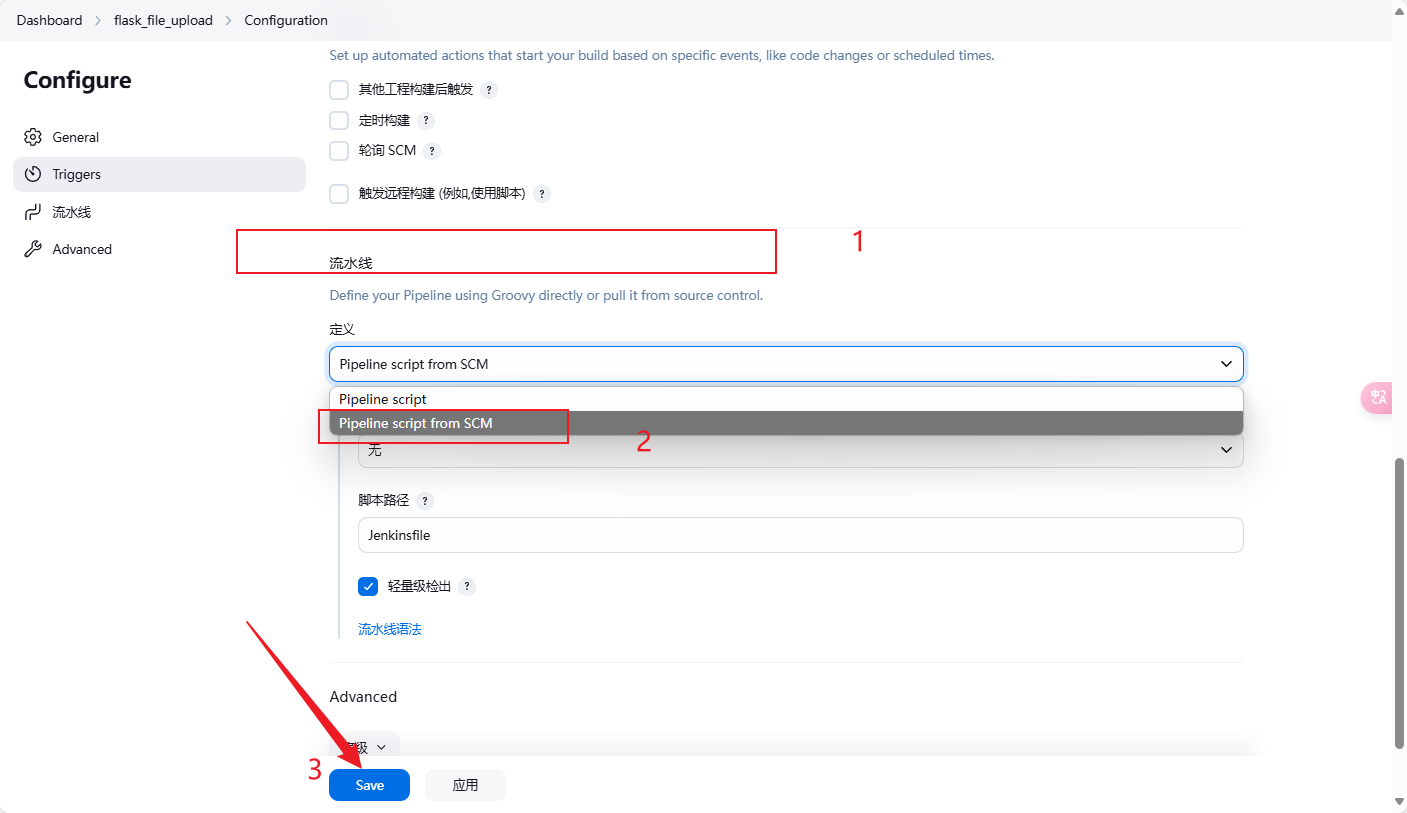 Dashboard > flask_file_upload > Configuration
Configure
General
Triggers
流水线
Advanced
Set up automated actions that start your build based on specific events, like code changes or scheduled times.
其他工程构建后触发 ?
定时构建 ?
轮询 SCM ?
触发远程构建 (例如,使用脚本) ?
1
流水线
Define your Pipeline using Groovy directly or pull it from source control.
定义
Pipeline script from SCM
Pipeline script
Pipeline script from SCM
2
无
脚本路径 ?
Jenkinsfile
轻量级检出 ?
流水线语法
Advanced
级
3
Save
应用